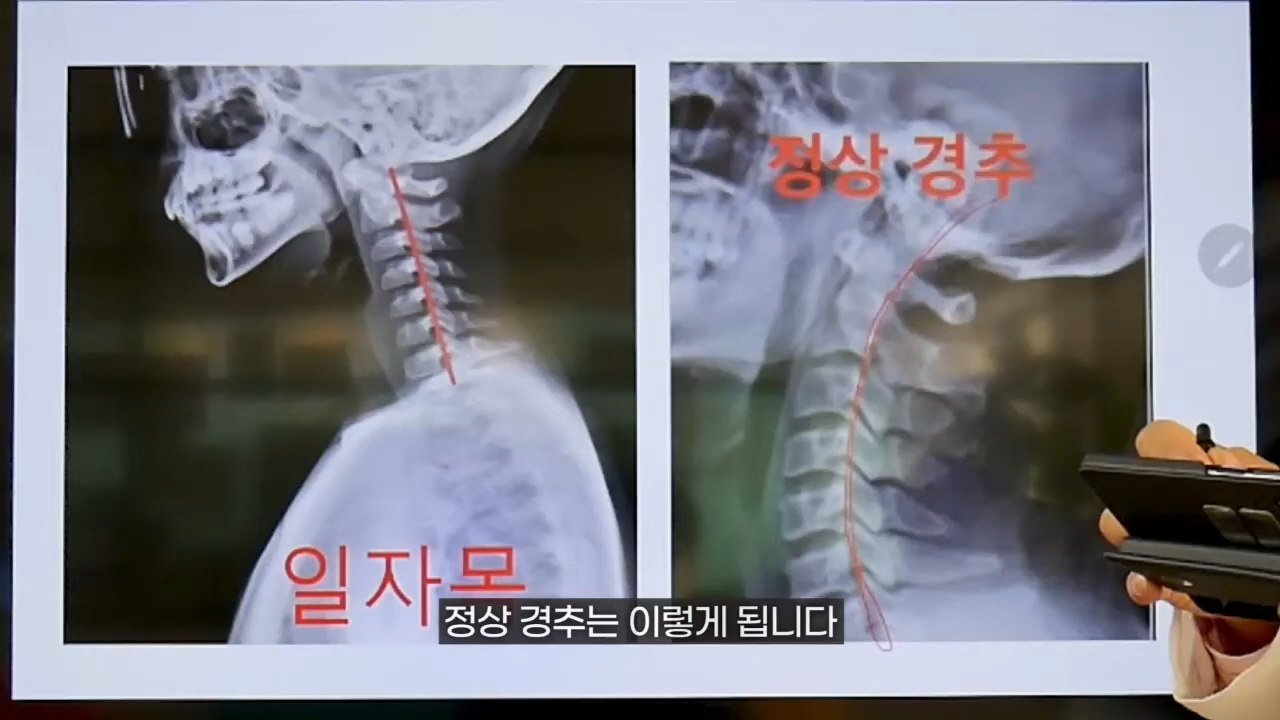 정상 경추
일자목
정상 경추는 이렇게 됩니다